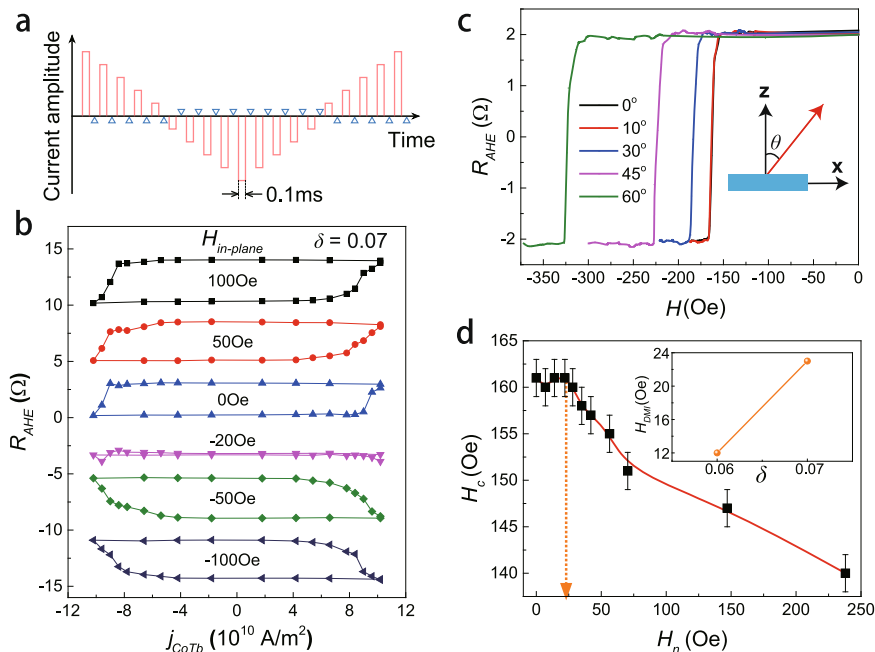 a
Current amplitude
Time
0.1ms
b
H_in-plane
δ = 0.07
100Oe
50Oe
0Oe
-20Oe
-50Oe
-100Oe
15
10
5
0
-5
-10
-15
R_AHE (Ω)
-12 -8 -4 0 4 8 12
j_CoTb (10^10 A/m²)
c
2
1
0
-1
-2
R_AHE (Ω)
0°
10°
30°
45°
60°
z
θ
x
-350 -300 -250 -200 -150 -100 -50 0
H (Oe)
d
165
160
155
150
145
140
H_c (Oe)
0 50 100 150 200 250
H_n (Oe)
24
20
16
12
H_DMI (Oe)
0.06 0.07
δ